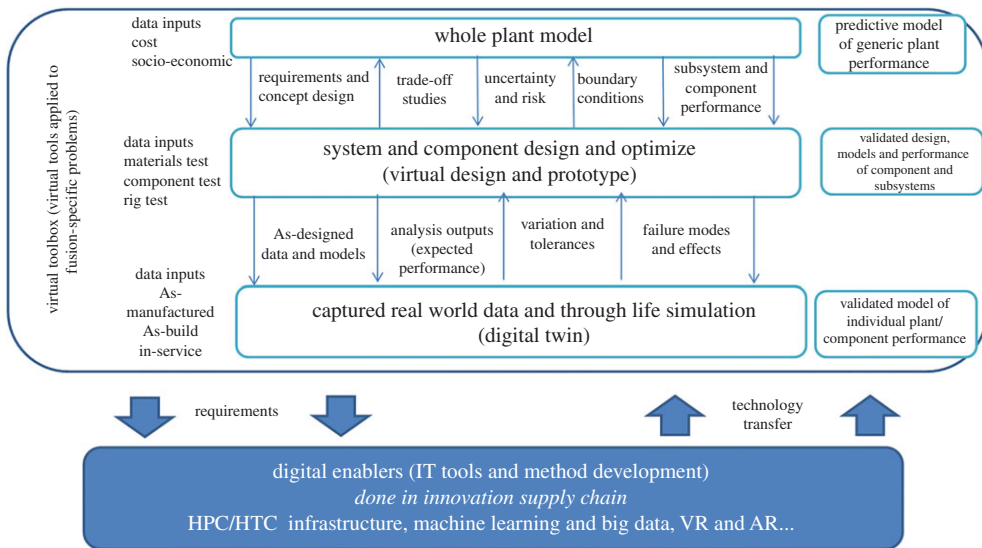 data inputs
cost
socio-economic
whole plant model
predictive model
of generic plant
performance
requirements and
concept design
trade-off
studies
uncertainty
and risk
boundary
conditions
subsystem and
component
performance
virtual toolbox (virtual tools applied to
fusion-specific problems)
data inputs
materials test
component test
rig test
system and component design and optimize
(virtual design and prototype)
validated design,
models and performance
of component and
subsystems
As-designed
data and models
analysis outputs
(expected
performance)
variation and
tolerances
failure modes
and effects
data inputs
As-
manufactured
As-build
in-service
captured real world data and through life simulation
(digital twin)
validated model of
individual plant/
component performance
requirements
technology
transfer
digital enablers (IT tools and method development)
done in innovation supply chain
HPC/HTC infrastructure, machine learning and big data, VR and AR...